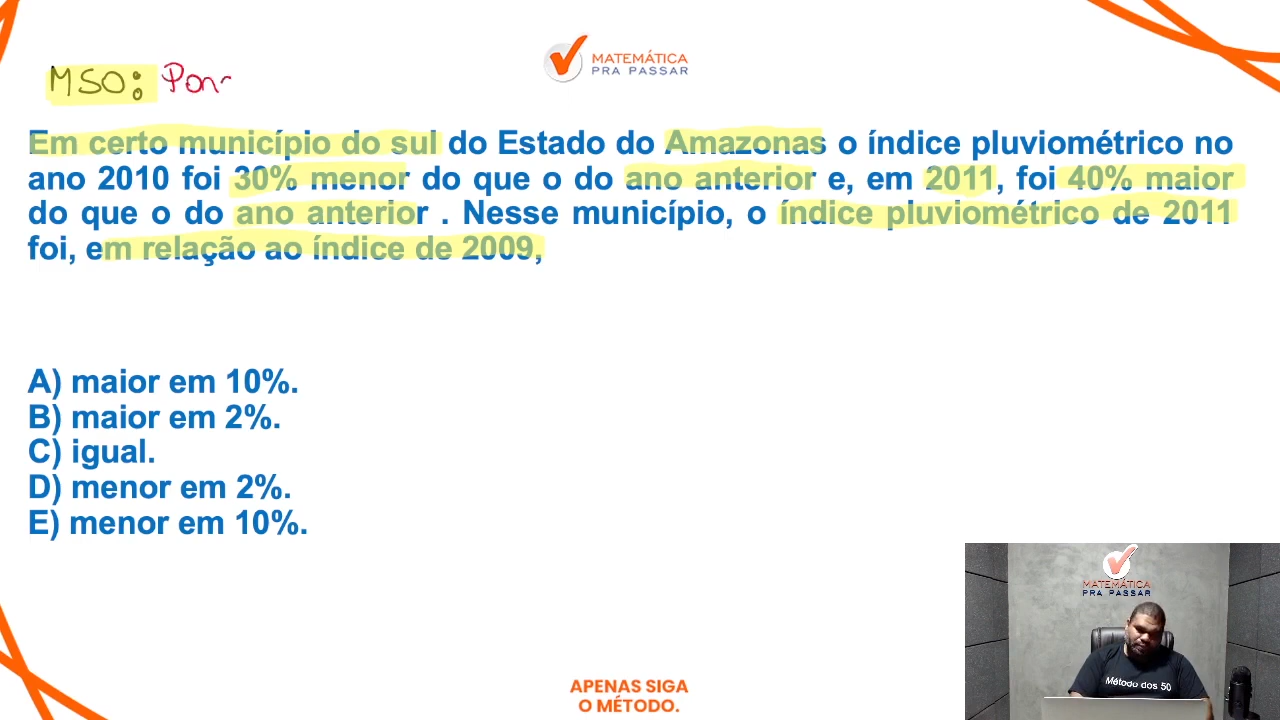 MATEMÁTICA
PRA PASSAR
MSO: Por
Em certo município do sul do Estado do Amazonas o índice pluviométrico no
ano 2010 foi 30% menor do que o do ano anterior e, em 2011, foi 40% maior
do que o do ano anterior . Nesse município, o índice pluviométrico de 2011
foi, em relação ao índice de 2009,
A) maior em 10%.
B) maior em 2%.
C) igual.
D) menor em 2%.
E) menor em 10%.
MATEMÁTICA
PRA PASSAR
Método dos 50
APENAS SIGA
O MÉTODO.